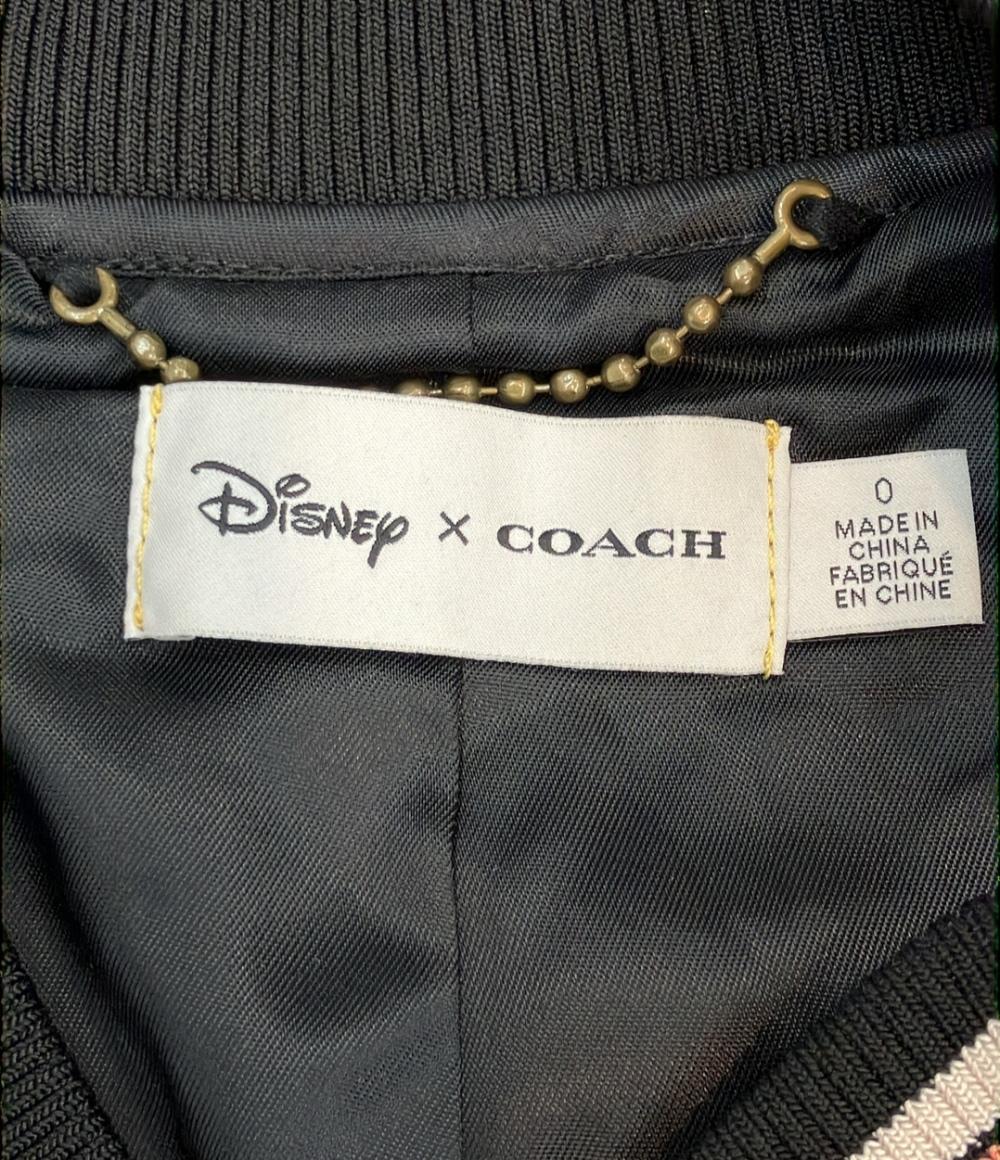 Disney X COACH
0
MADE IN
CHINA
FABRIQUÉ
EN CHINE